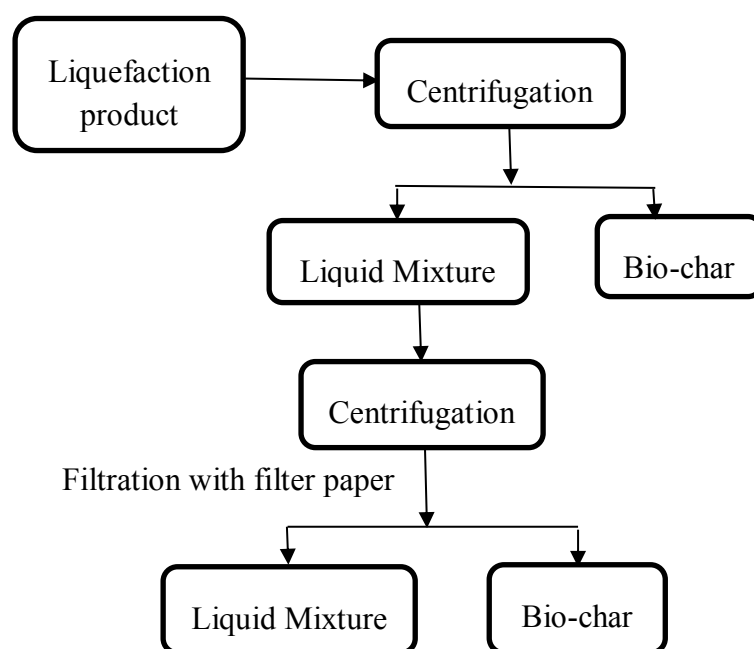 Liquefaction
product
Centrifugation
Liquid Mixture
Bio-char
Centrifugation
Filtration with filter paper
Liquid Mixture
Bio-char